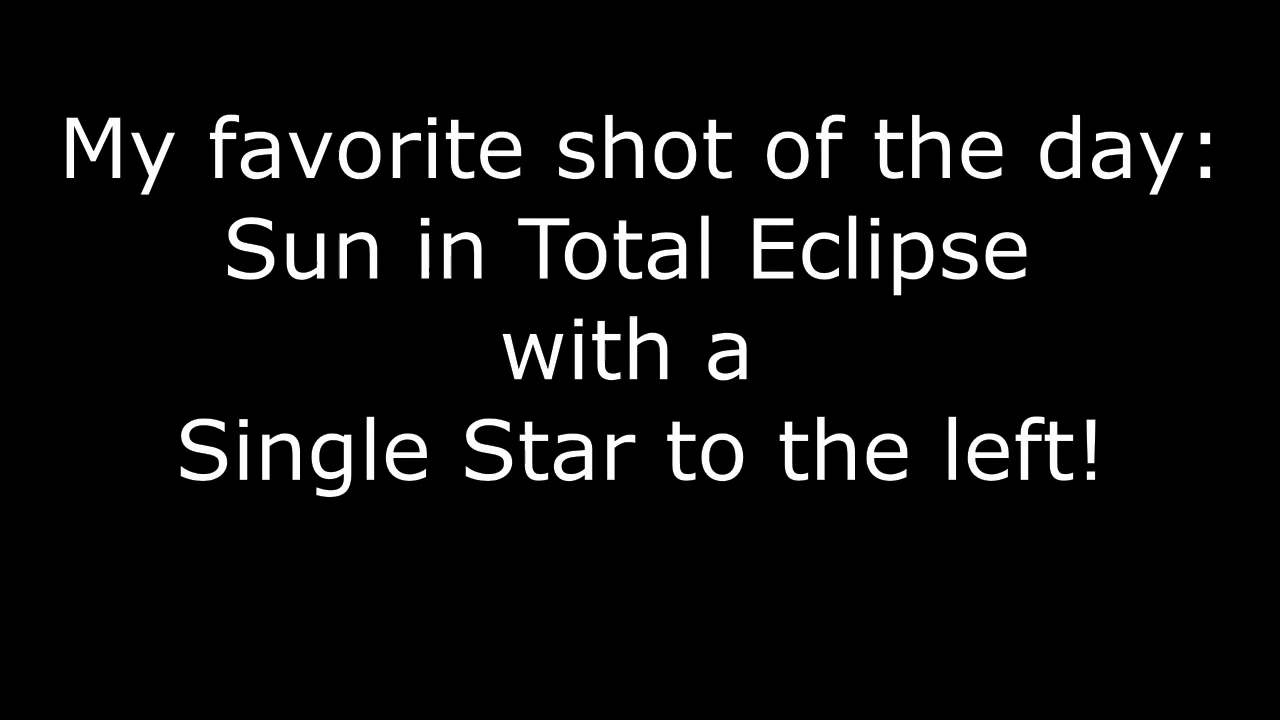 My favorite shot of the day:
Sun in Total Eclipse
with a
Single Star to the left!